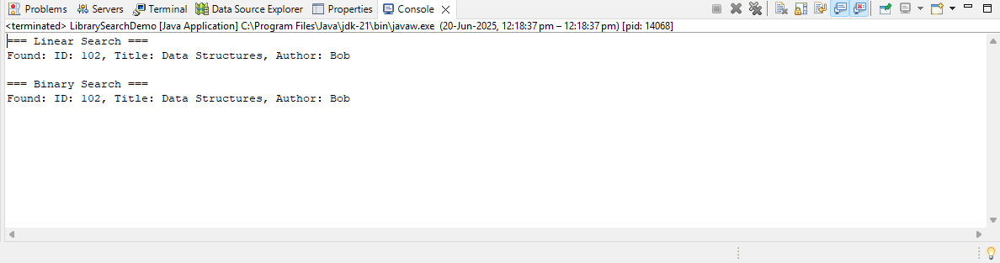 Problems Servers Terminal Data Source Explorer Properties Console
<terminated> LibrarySearchDemo [Java Application] C:\Program Files\Java\jdk-21\bin\javaw.exe (20-Jun-2025, 12:18:37 pm – 12:18:37 pm) [pid: 14068]
=== Linear Search ===
Found: ID: 102, Title: Data Structures, Author: Bob
=== Binary Search ===
Found: ID: 102, Title: Data Structures, Author: Bob